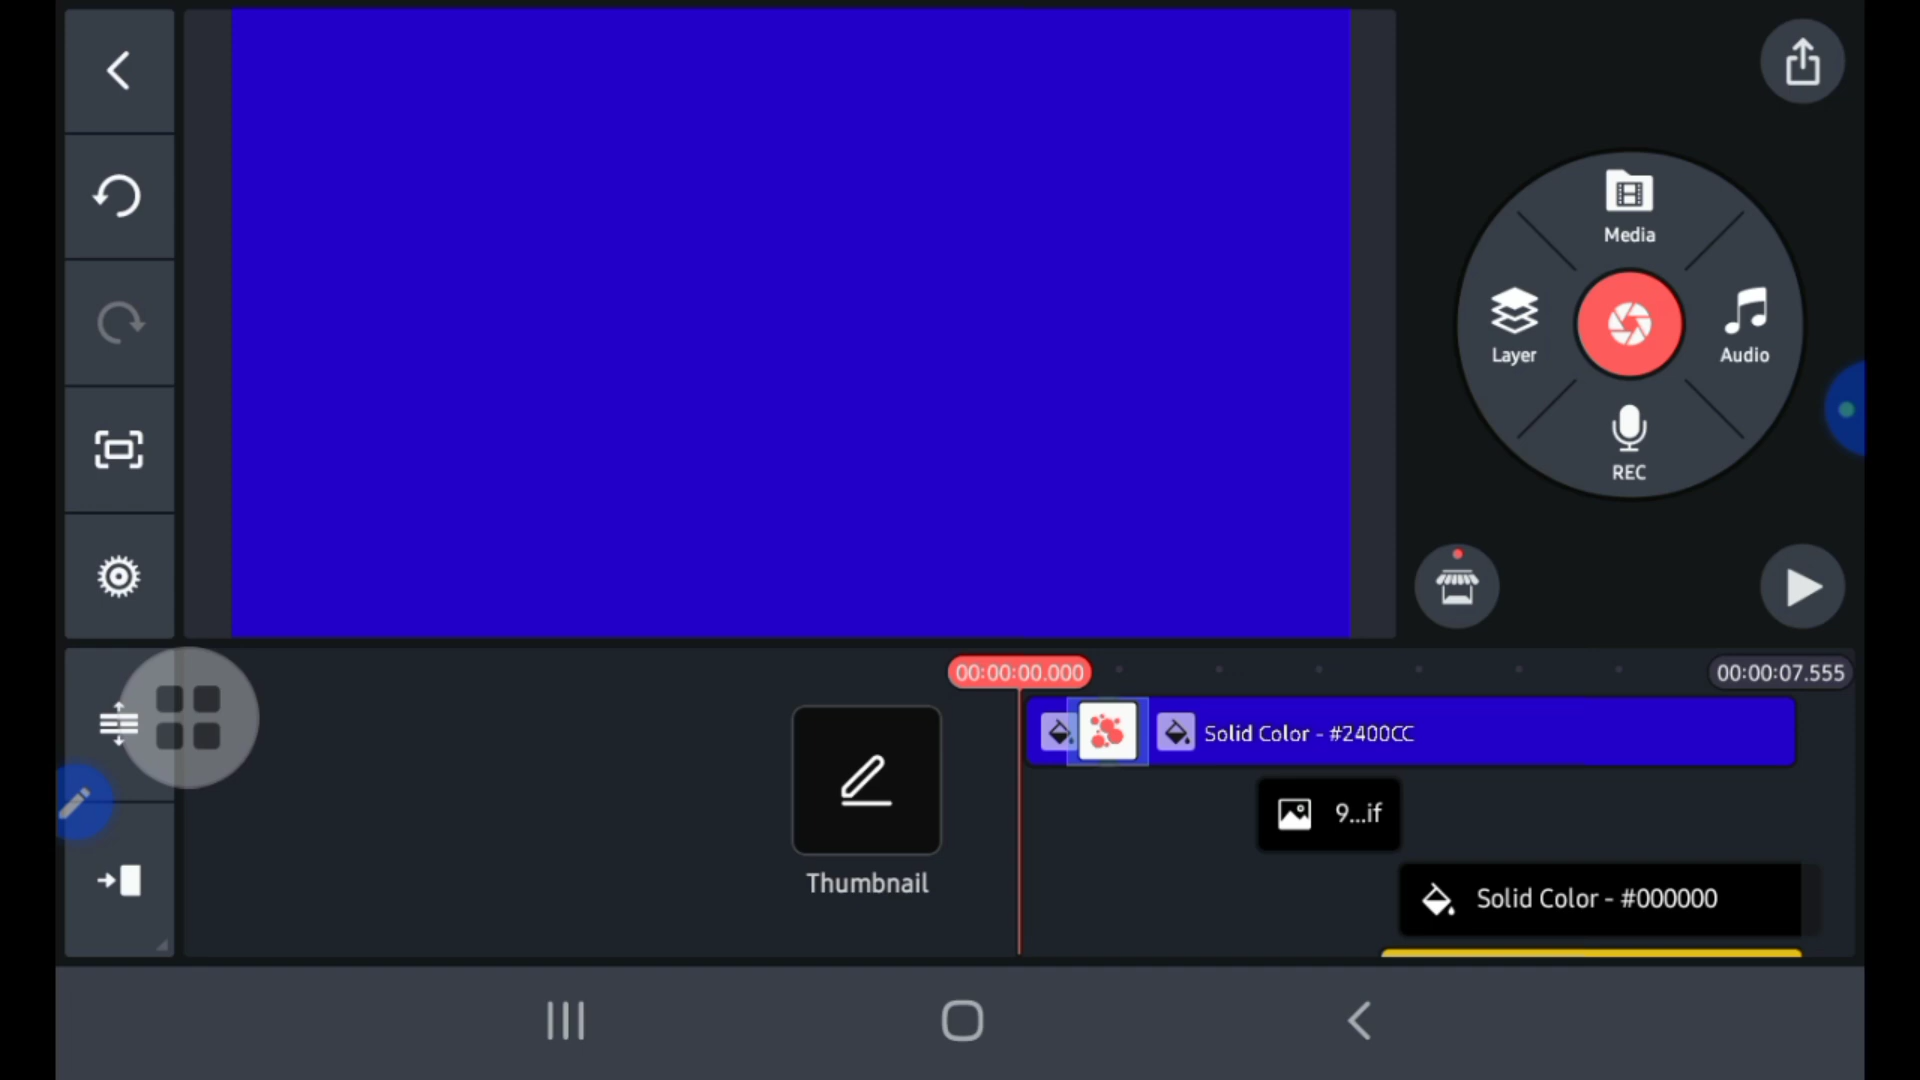 Media
Layer
Audio
REC
00:00:00.000
00:00:07.555
Solid Color - #2400CC
9...if
Thumbnail
Solid Color - #000000